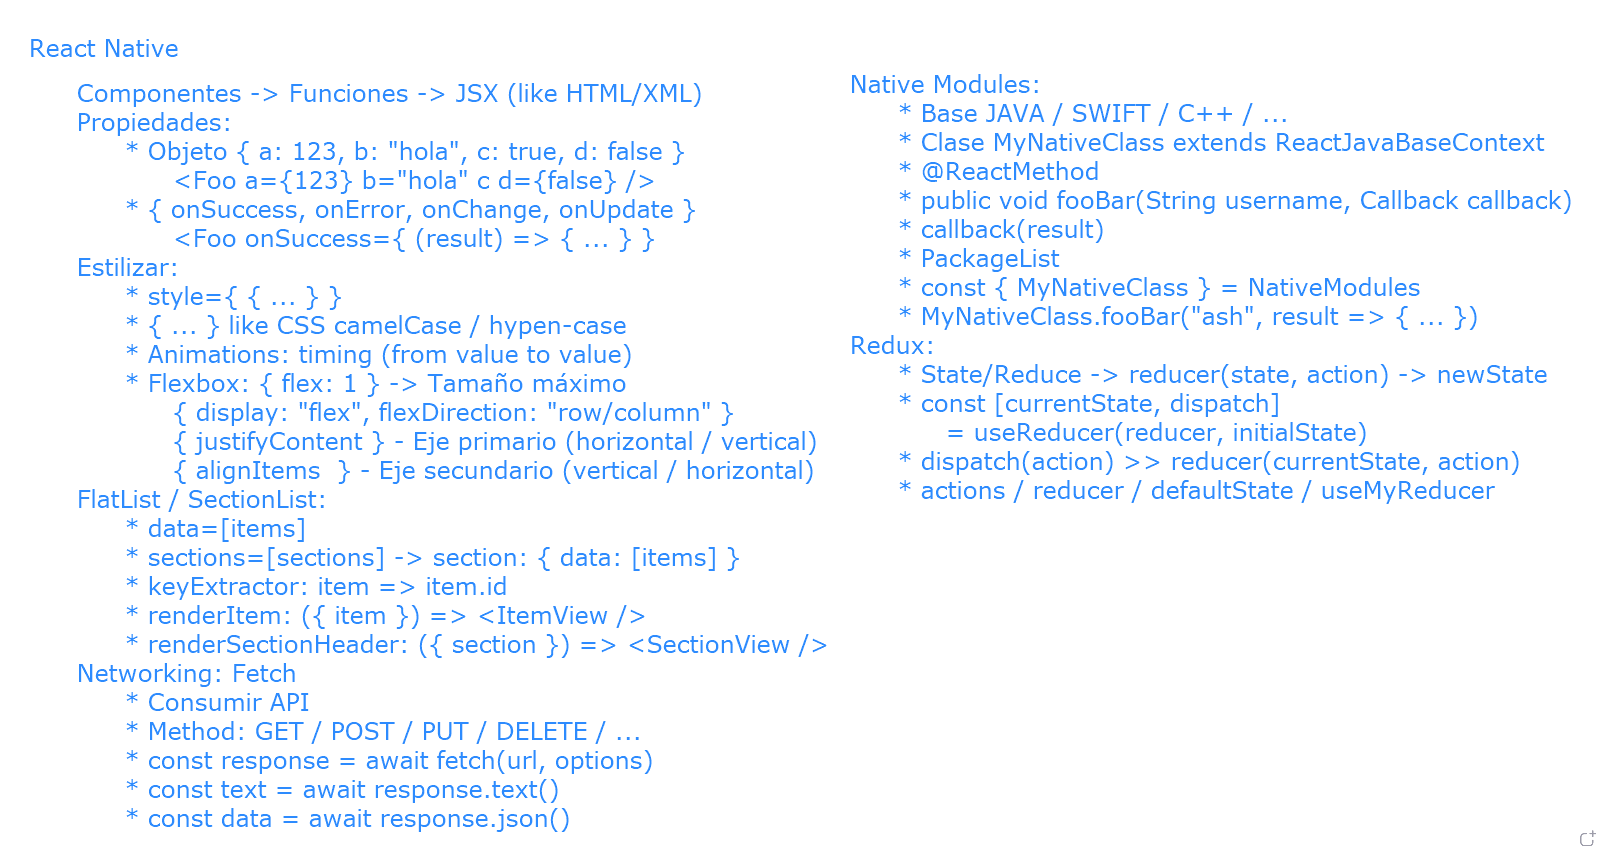 React Native
Componentes -> Funciones -> JSX (like HTML/XML)
Propiedades:
* Objeto { a: 123, b: "hola", c: true, d: false }
<Foo a={123} b="hola" c d={false} />
* { onSuccess, onError, onChange, onUpdate }
<Foo onSuccess={ (result) => { ... } }
Estilizar:
* style={ { ... } }
* { ... } like CSS camelCase / hypen-case
* Animations: timing (from value to value)
* Flexbox: { flex: 1 } -> Tamaño máximo
{ display: "flex", flexDirection: "row/column" }
{ justifyContent } - Eje primario (horizontal / vertical)
{ alignItems  } - Eje secundario (vertical / horizontal)
FlatList / SectionList:
* data=[items]
* sections=[sections] -> section: { data: [items] }
* keyExtractor: item => item.id
* renderItem: ({ item }) => <ItemView />
* renderSectionHeader: ({ section }) => <SectionView />
Networking: Fetch
* Consumir API
* Method: GET / POST / PUT / DELETE / ...
* const response = await fetch(url, options)
* const text = await response.text()
* const data = await response.json()
Native Modules:
* Base JAVA / SWIFT / C++ / ...
* Clase MyNativeClass extends ReactJavaBaseContext
* @ReactMethod
* public void fooBar(String username, Callback callback)
* callback(result)
* PackageList
* const { MyNativeClass } = NativeModules
* MyNativeClass.fooBar("ash", result => { ... })
Redux:
* State/Reduce -> reducer(state, action) -> newState
* const [currentState, dispatch]
= useReducer(reducer, initialState)
* dispatch(action) >> reducer(currentState, action)
* actions / reducer / defaultState / useMyReducer